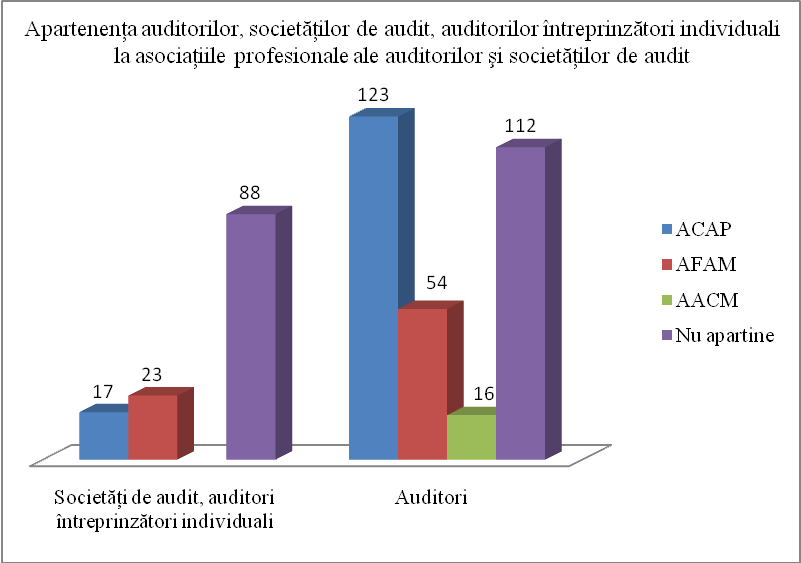 Apartenența auditorilor, societăților de audit, auditorilor întreprinzători individuali
la asociațiile profesionale ale auditorilor şi societăților de audit
123
112
88
54
17
23
16
ACAP
AFAM
AACM
Nu apartine
Societăți de audit, auditori
întreprinzători individuali
Auditori